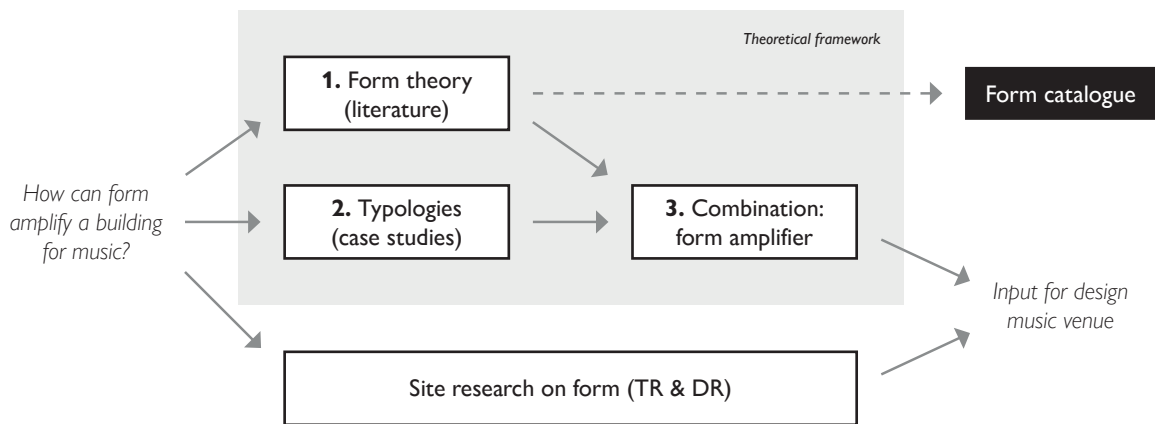 Theoretical framework
1. Form theory
(literature)
Form catalogue
How can form
amplify a building
for music?
2. Typologies
(case studies)
3. Combination:
form amplifier
Input for design
music venue
Site research on form (TR & DR)